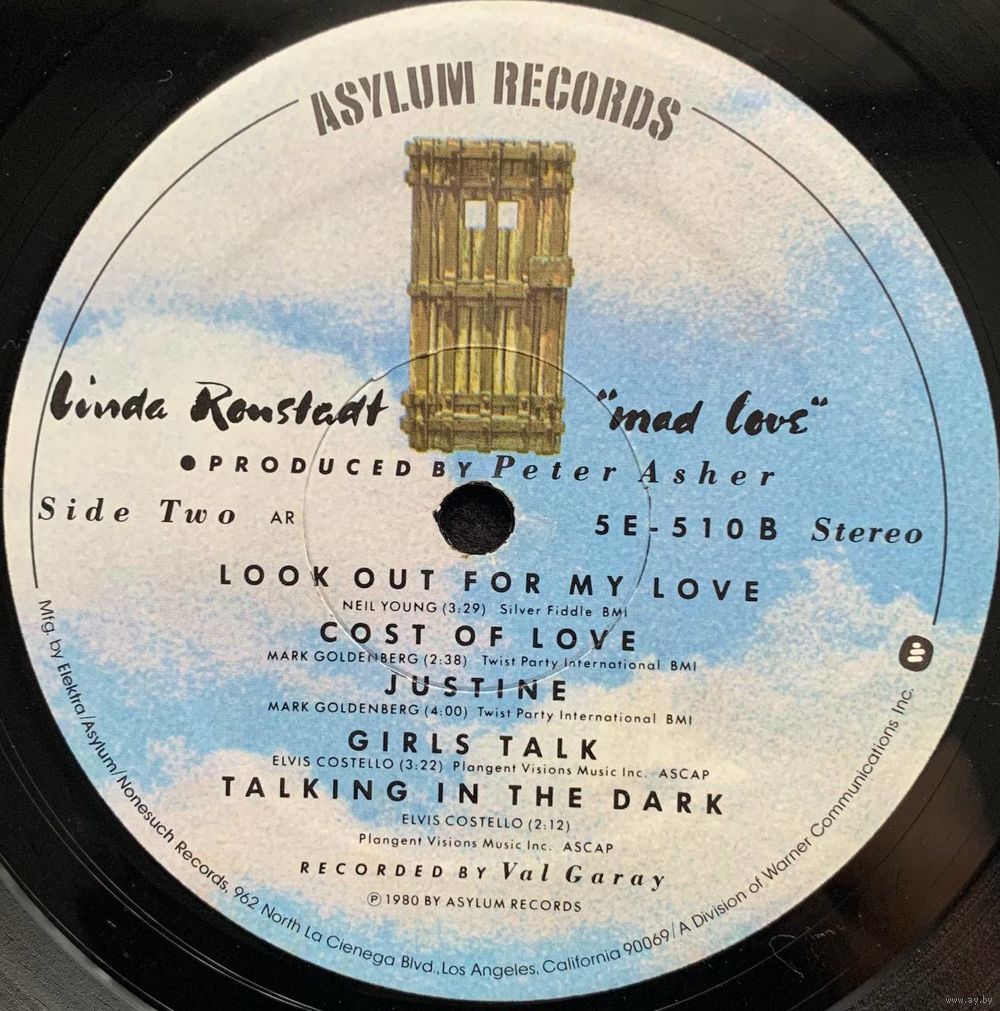 ASYLUM RECORDS
Linda Ronstadt "mad love"
●PRODUCED BY Peter Asher
Side Two AR 5E-510B Stereo
LOOK OUT FOR MY LOVE
NEIL YOUNG (3:29) Silver Fiddle BMI
COST OF LOVE
MARK GOLDENBERG (2:38) Twist Party International BMI
JUSTINE
MARK GOLDENBERG (4:00) Twist Party International BMI
GIRLS TALK
ELVIS COSTELLO (3:22) Plangent Visions Music Inc. ASCAP
TALKING IN THE DARK
ELVIS COSTELLO (2:12)
Plangent Visions Music Inc. ASCAP
RECORDED BY Val Garay
Ⓟ1980 BY ASYLUM RECORDS
Mfg. by Elektra/Asylum/Nonesuch Records, 962 North La Cienega Blvd., Los Angeles, California 90069/A Division of Warner Communications Inc.
www.ay.by